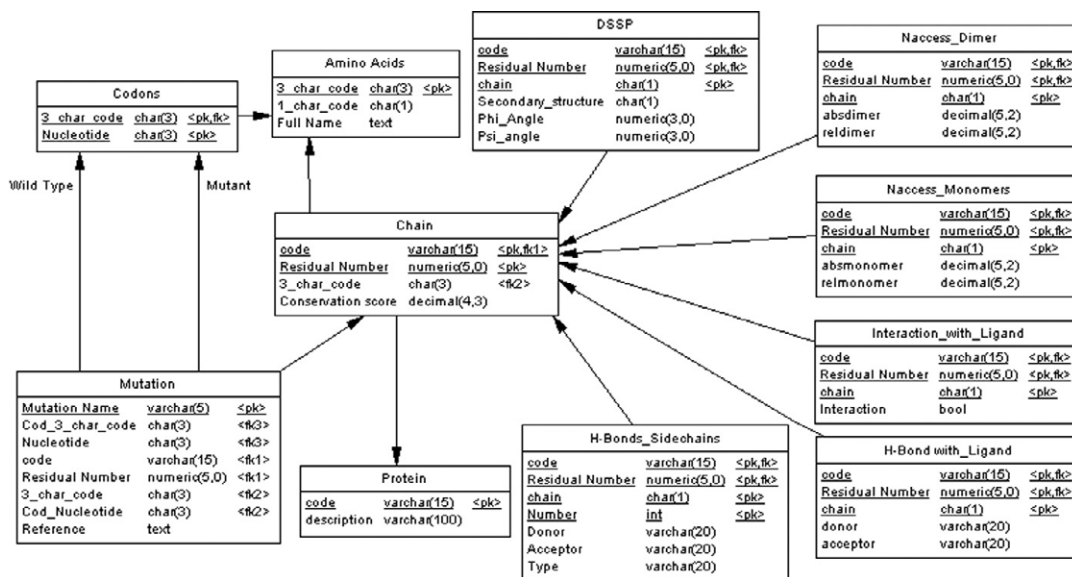 DSSP
code varchar(15) <pk,fk>
Residual Number numeric(5,0) <pk,fk>
chain char(1) <pk>
Secondary_structure char(1)
Phi_Angle numeric(3,0)
Psi_angle numeric(3,0)
Naccess_Dimer
code varchar(15) <pk,fk>
Residual Number numeric(5,0) <pk,fk>
chain char(1) <pk>
absdimer decimal(5,2)
reldimer decimal(5,2)
Amino Acids
3_char_code char(3) <pk>
1_char_code char(1)
Full Name text
Codons
3_char_code char(3) <pk,fk>
Nucleotide char(3) <pk>
Wild Type
Mutant
Naccess_Monomers
code varchar(15) <pk,fk>
Residual Number numeric(5,0) <pk,fk>
chain char(1) <pk>
absmonomer decimal(5,2)
relmonomer decimal(5,2)
Chain
code varchar(15) <pk,fk1>
Residual Number numeric(5,0) <pk>
3_char_code char(3) <fk2>
Conservation score decimal(4,3)
Interaction_with_Ligand
code varchar(15) <pk,fk>
Residual Number numeric(5,0) <pk,fk>
chain char(1) <pk>
Interaction bool
Mutation
Mutation Name varchar(5) <pk>
Cod_3_char_code char(3) <fk3>
Nucleotide char(3) <fk3>
code varchar(15) <fk1>
Residual Number numeric(5,0) <fk1>
3_char_code char(3) <fk2>
Cod_Nucleotide char(3) <fk2>
Reference text
Protein
code varchar(15) <pk>
description varchar(100)
H-Bonds_Sidechains
code varchar(15) <pk,fk>
Residual Number numeric(5,0) <pk,fk>
chain char(1) <pk>
Number int <pk>
Donor varchar(20)
Acceptor varchar(20)
Type varchar(20)
H-Bond with_Ligand
code varchar(15) <pk,fk>
Residual Number numeric(5,0) <pk,fk>
chain char(1) <pk>
donor varchar(20)
acceptor varchar(20)